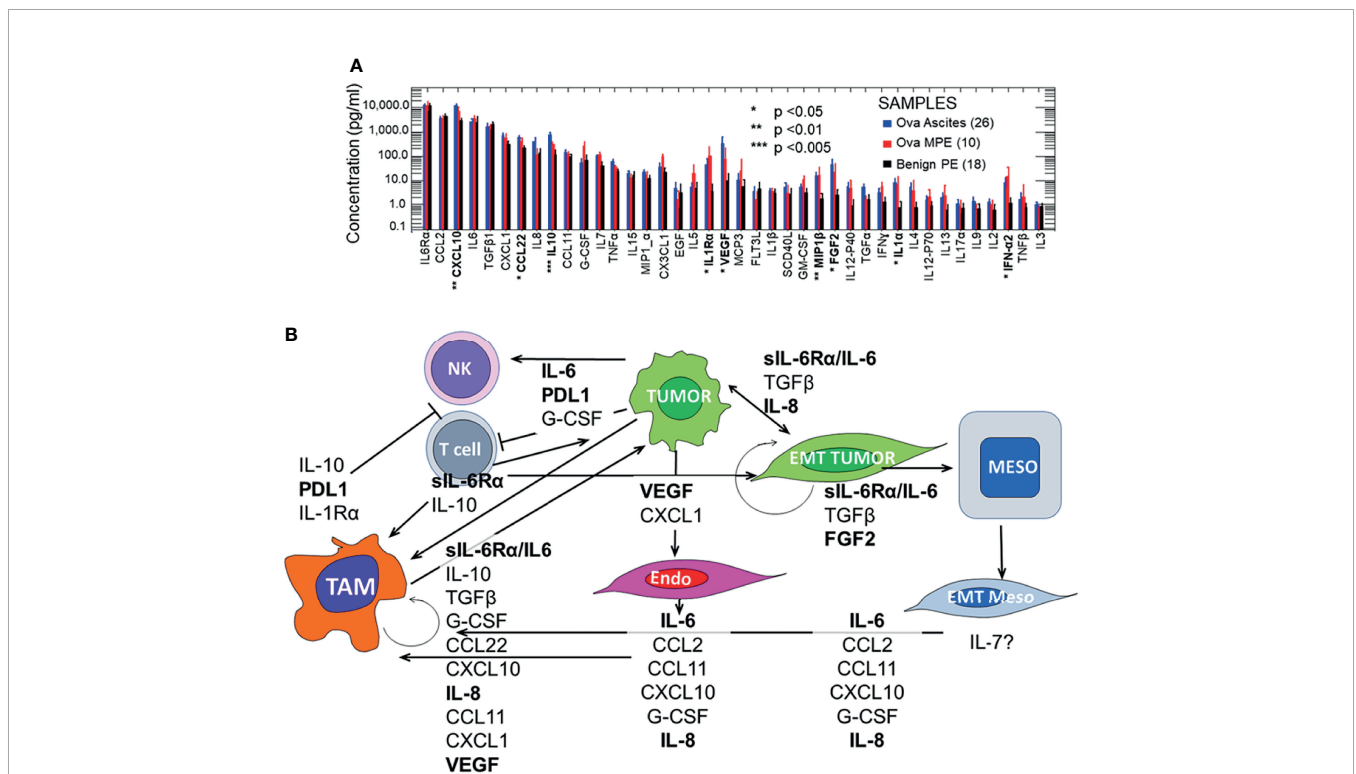 A
Concentration (pg/ml)
10,000.0
1,000.0
100.0
10.0
1.0
0.1
* p <0.05
** p <0.01
*** p <0.005
SAMPLES
Ova Ascites (26)
Ova MPE (10)
Benign PE (18)
IL6Rα
CCL2
** CXCL10
IL6
TGFβ1
CXCL1
* CCL22
IL8
*** IL10
CCL11
G-CSF
IL7
TNFα
IL15
MIP1_α
CX3CL1
EGF
IL5
* IL1Rα
* VEGF
MCP3
FLT3L
IL1β
SCD40L
GM-CSF
** MIP1β
* FGF2
IL12-P40
TGFα
IFNγ
* IL1α
IL4
IL12-P70
IL13
IL17α
IL9
IL2
* IFN-α2
TNFβ
IL3
B
NK
T cell
IL-6
PDL1
G-CSF
TUMOR
sIL-6Rα/IL-6
TGFβ
IL-8
EMT TUMOR
MESO
IL-10
PDL1
IL-1Rα
sIL-6Rα
IL-10
VEGF
CXCL1
sIL-6Rα/IL-6
TGFβ
FGF2
TAM
sIL-6Rα/IL6
IL-10
TGFβ
G-CSF
CCL22
CXCL10
IL-8
CCL11
CXCL1
VEGF
Endo
IL-6
CCL2
CCL11
CXCL10
G-CSF
IL-8
IL-6
CCL2
CCL11
CXCL10
G-CSF
IL-8
EMT Meso
IL-7?